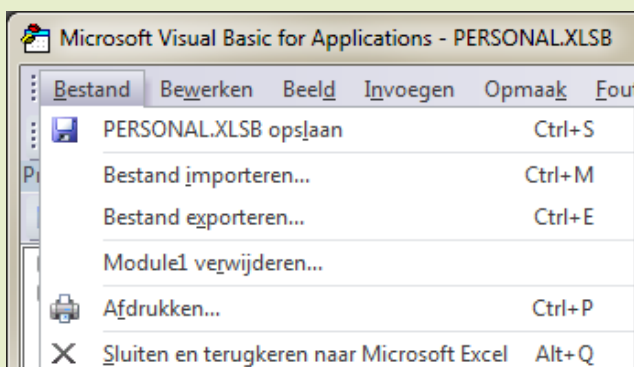 Microsoft Visual Basic for Applications - PERSONAL.XLSB
Bestand Bewerken Beeld Invoegen Opmaak
PERSONAL.XLSB opslaan Ctrl+S
Bestand importeren... Ctrl+M
Bestand exporteren... Ctrl+E
Module1 verwijderen...
Afdrukken... Ctrl+P
Sluiten en terugkeren naar Microsoft Excel Alt+Q